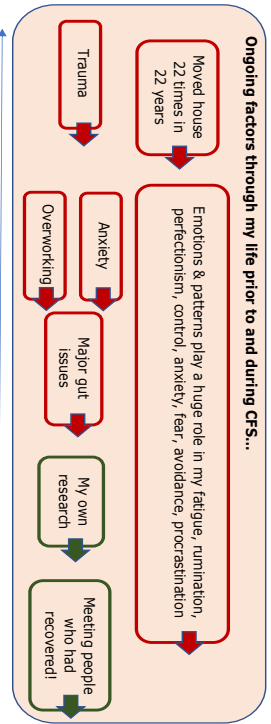 Ongoing factors through my life prior to and during CFS...
Moved house
22 times in
22 years
Emotions & patterns play a huge role in my fatigue, rumination,
perfectionism, control, anxiety, fear, avoidance, procrastination
Trauma
Anxiety
Overworking
Major gut
issues
My own
research
Meeting people
who had
recovered!